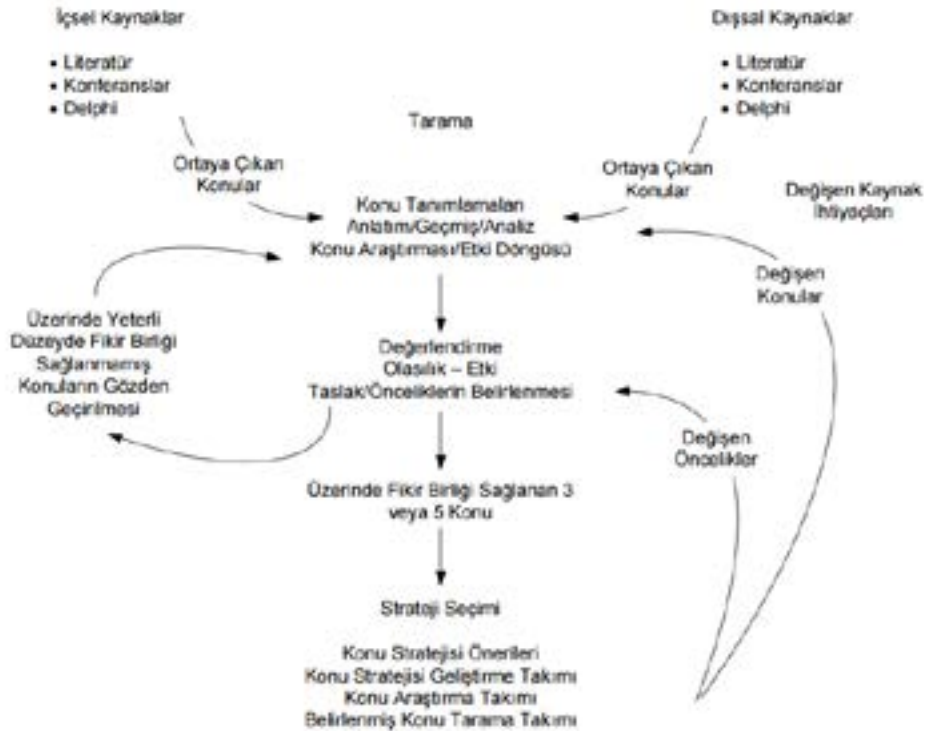 İçsel Kaynaklar
• Literatür
• Konferanslar
• Delphi
Dışsal Kaynaklar
• Literatür
• Konferanslar
• Delphi
Tarama
Ortaya Çıkan
Konular
Ortaya Çıkan
Konular
Değişen Kaynak
İhtiyaçları
Konu Tanımlamaları
Anlatım/Geçmiş/Analiz
Konu Araştırması/Etki Döngüsü
Değişen
Konular
Üzerinde Yeterli
Düzeyde Fikir Birliği
Sağlanmamış
Konuların Gözden
Geçirilmesi
Değerlendirme
Olasılık – Etki
Taslak/Önceliklerin Belirlenmesi
Değişen
Öncelikler
Üzerinde Fikir Birliği Sağlanan 3
veya 5 Konu
Strateji Seçimi
Konu Stratejisi Önerileri
Konu Stratejisi Geliştirme Takımı
Konu Araştırma Takımı
Belirlenmiş Konu Tarama Takımı